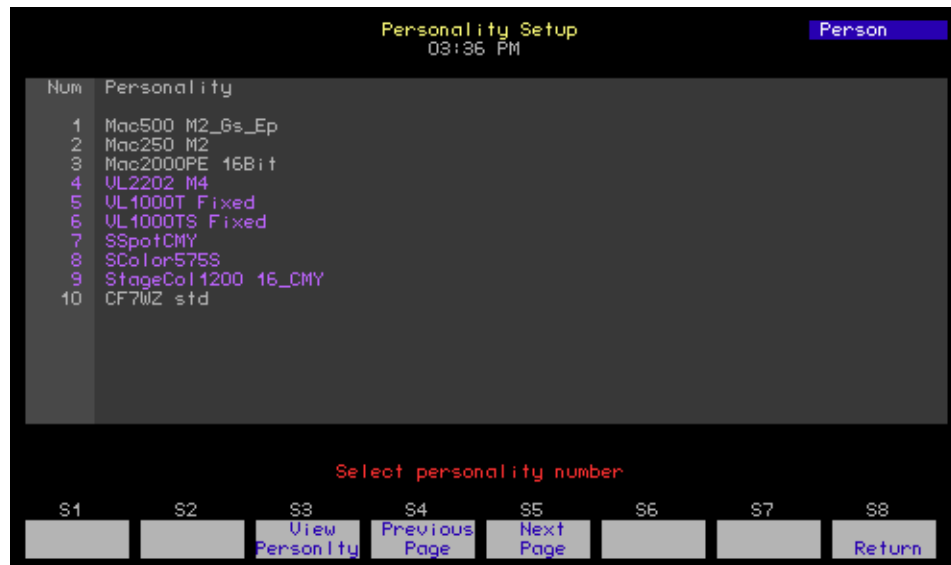 Personality Setup
Person
03:36 PM
Num Personality
1 Mac500 M2_Gs_Ep
2 Mac250 M2
3 Mac2000PE 16Bit
4 VL2202 M4
5 VL1000T Fixed
6 VL1000TS Fixed
7 SSpotCMY
8 SColor575S
9 StageCol1200 16_CMY
10 CF7WZ std
Select personality number
S1 S2 S3 S4 S5 S6 S7 S8
View Previous Next
Personlty Page Page Return